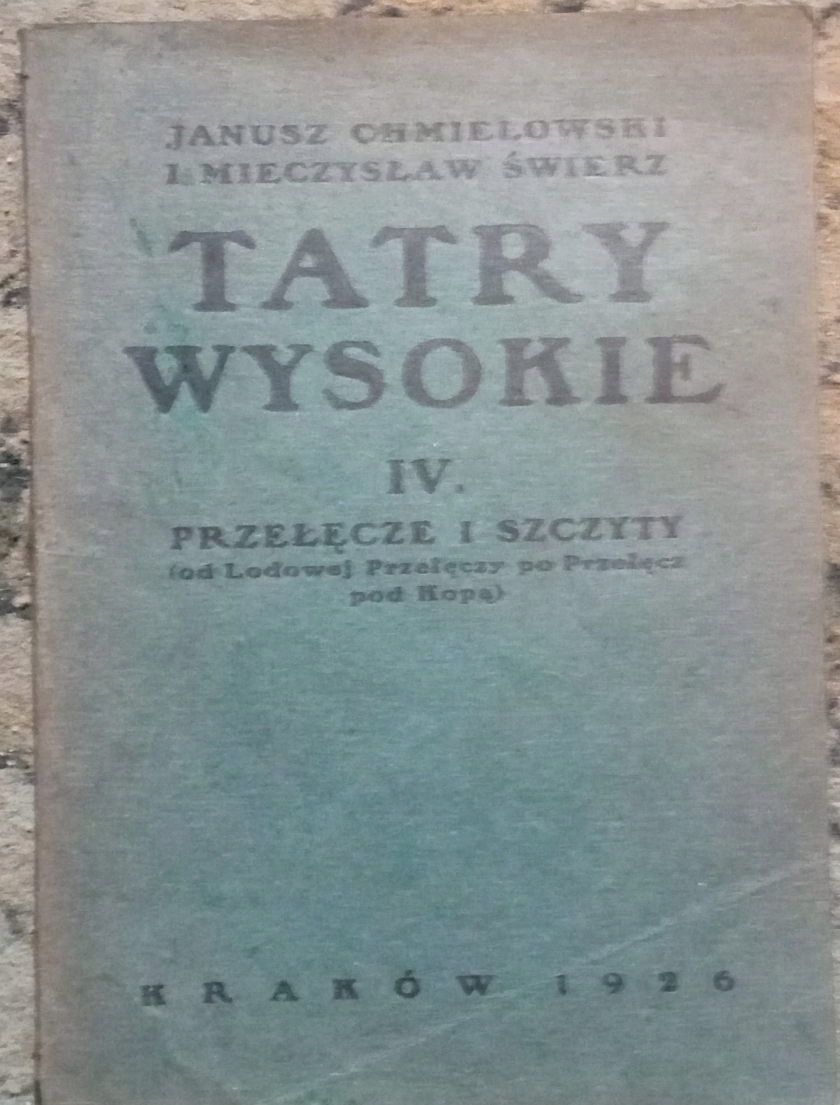 JANUSZ CHMIELOWSKI
I MIECZYSŁAW ŚWIERZ
TATRY
WYSOKIE
IV.
PRZEŁĘCZE I SZCZYTY
(od Lodowej Przełęczy po Przełęcz
pod Kopą)
KRAKÓW 1926